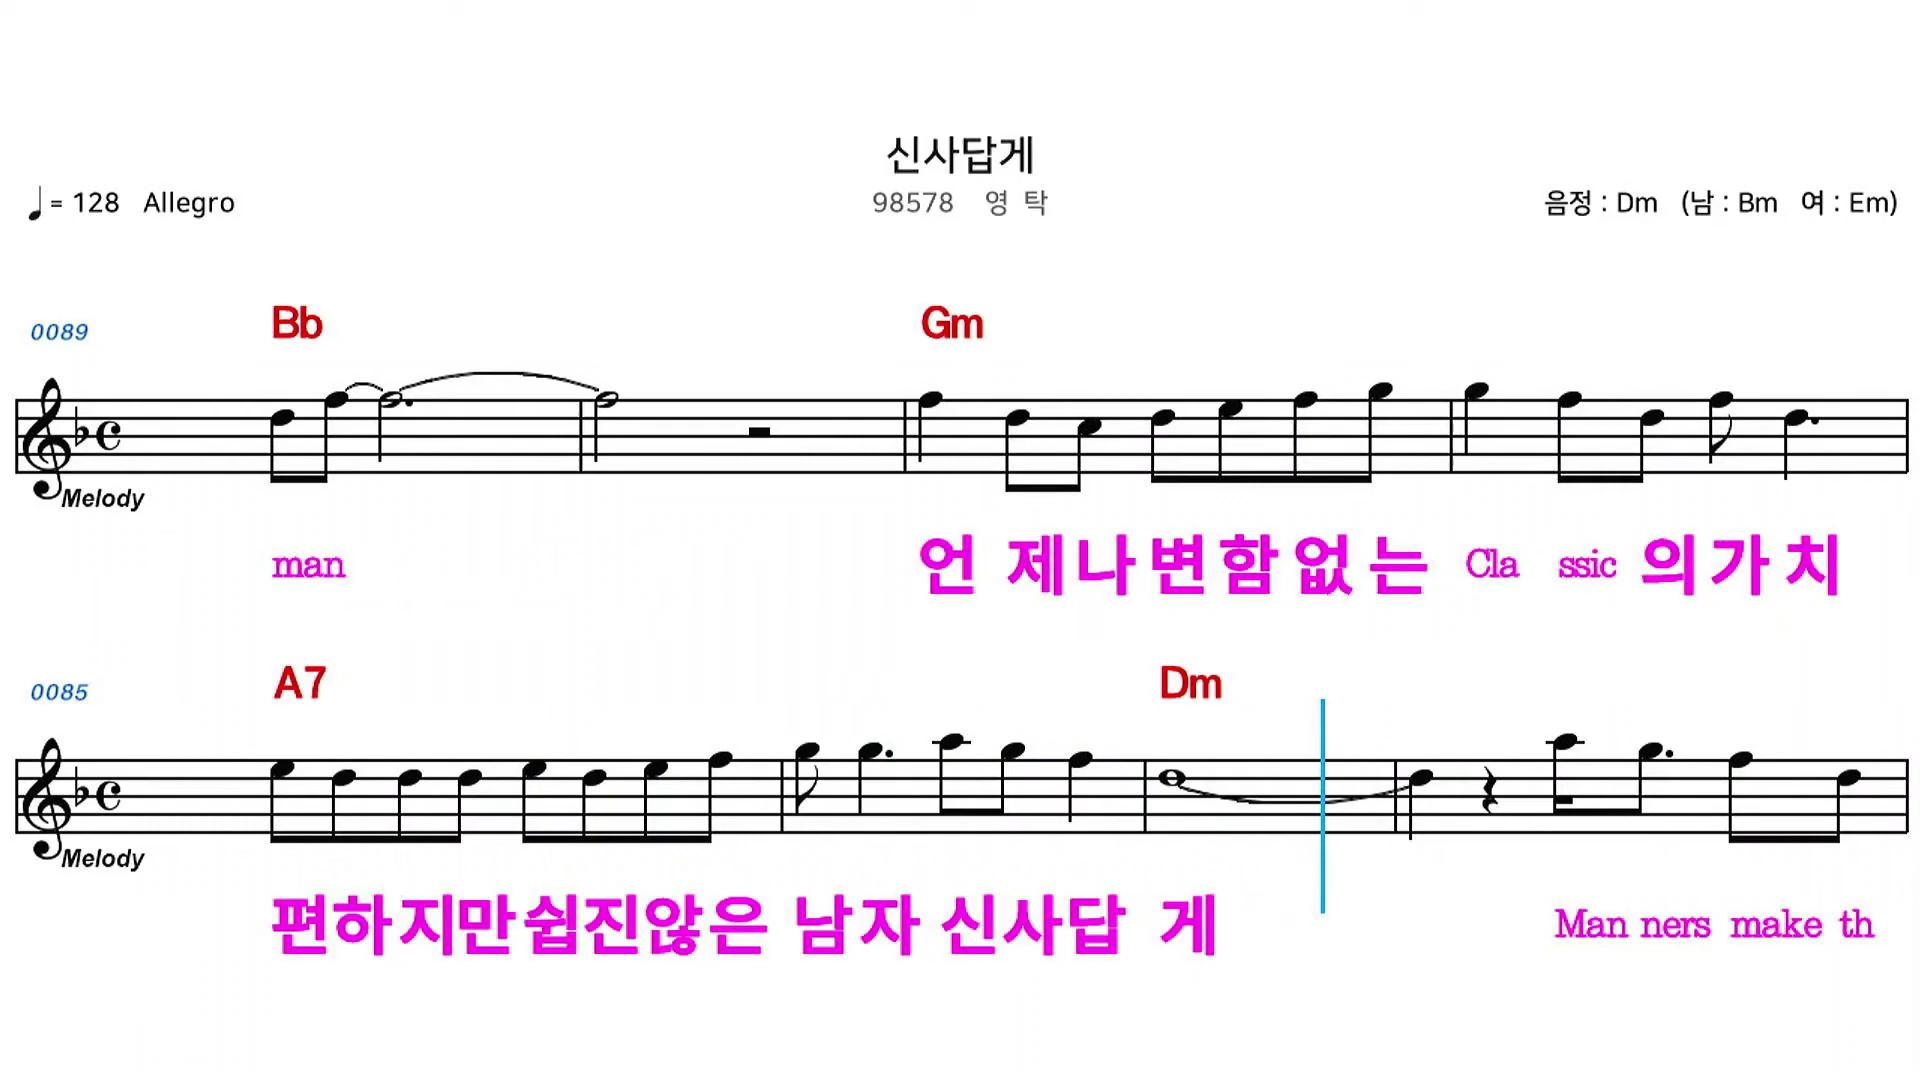 신사답게
= 128 Allegro
98578 영 탁
음정 : Dm (남 : Bm 여 : Em)
0089
Bb Gm
Melody
man 언 제나변함없는 Cla ssic 의가치
0085
A7 Dm
Melody
편하지만쉽진않은 남자 신사답 게 Man ners make th